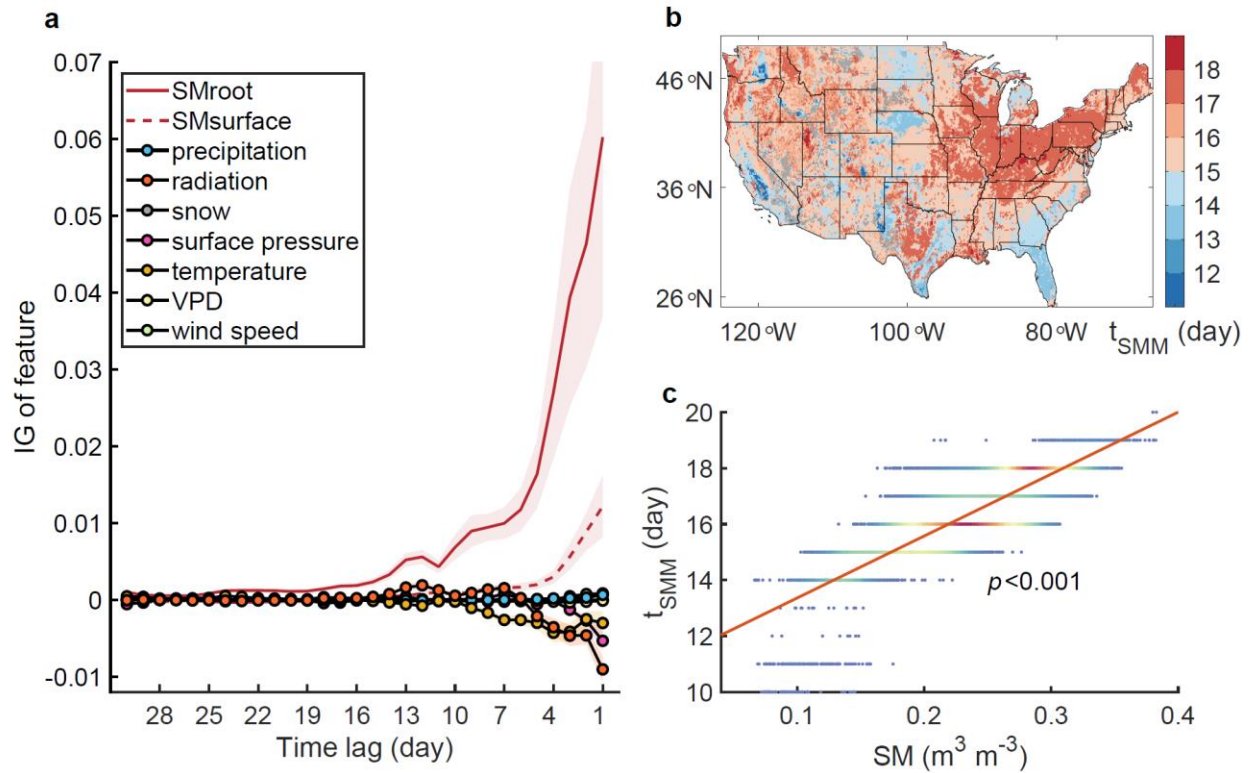 a
0.07
0.06
0.05
0.04
0.03
0.02
0.01
0
-0.01
IG of feature
SMroot
SMsurface
precipitation
radiation
snow
surface pressure
temperature
VPD
wind speed
28 25 22 19 16 13 10 7 4 1
Time lag (day)
b
46°N
36°N
26°N
120°W 100°W 80°W
18
17
16
15
14
13
12
t_SMM (day)
c
20
18
16
14
12
10
t_SMM (day)
p<0.001
0.1 0.2 0.3 0.4
SM (m³ m⁻³)